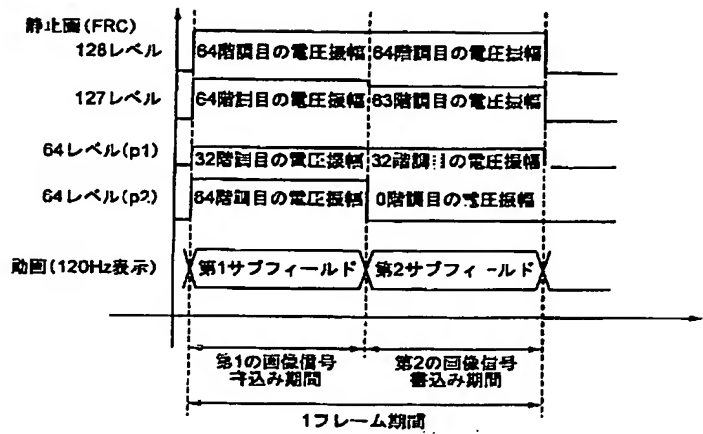 静止画(FRC)
128レベル 64階調目の電圧振幅 64階調目の電圧振幅
127レベル 64階調目の電圧振幅 63階調目の電圧振幅
64レベル(p1) 32階調目の電圧振幅 32階調目の電圧振幅
64レベル(p2) 64階調目の電圧振幅 0階調目の電圧振幅
動画(120Hz表示) 第1サブフィールド 第2サブフィールド
第1の画像信号 第2の画像信号
書込み期間 書込み期間
1フレーム期間